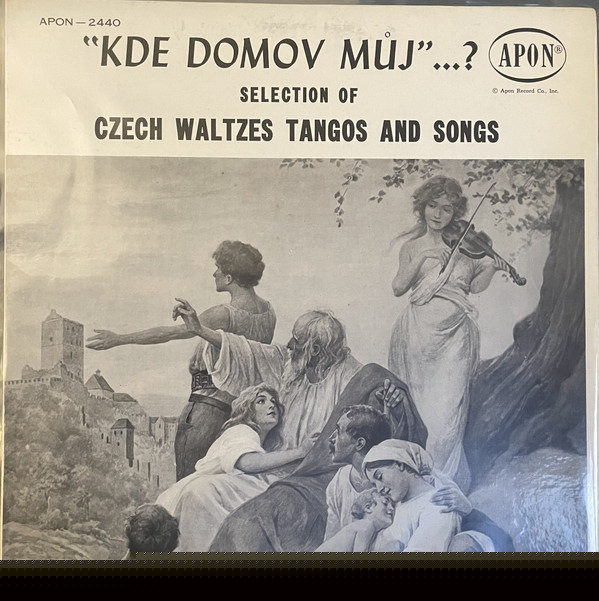 APON—2440
"KDE DOMOV MŮJ"...?
APON®
© Apon Record Co., Inc.
SELECTION OF
CZECH WALTZES TANGOS AND SONGS